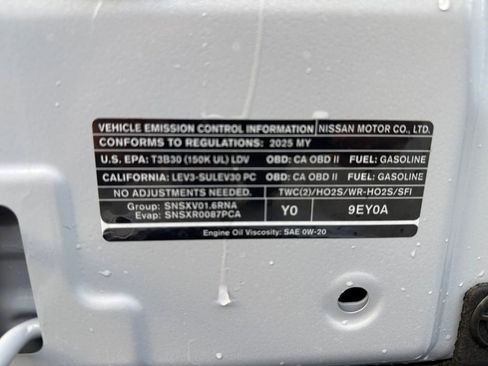 VEHICLE EMISSION CONTROL INFORMATION NISSAN MOTOR CO., LTD.
CONFORMS TO REGULATIONS: 2025 MY
U.S. EPA: T3B30 (150K UL) LDV OBD: CA OBD II FUEL: GASOLINE
CALIFORNIA: LEV3-SULEV30 PC OBD: CA OBD II FUEL: GASOLINE
NO ADJUSTMENTS NEEDED. TWC(2)/HO2S/WR-HO2S/SFI
Group: SNSXV01.6RNA
Evap: SNSXR0087PCA Y0 9EY0A
Engine Oil Viscosity: SAE 0W-20